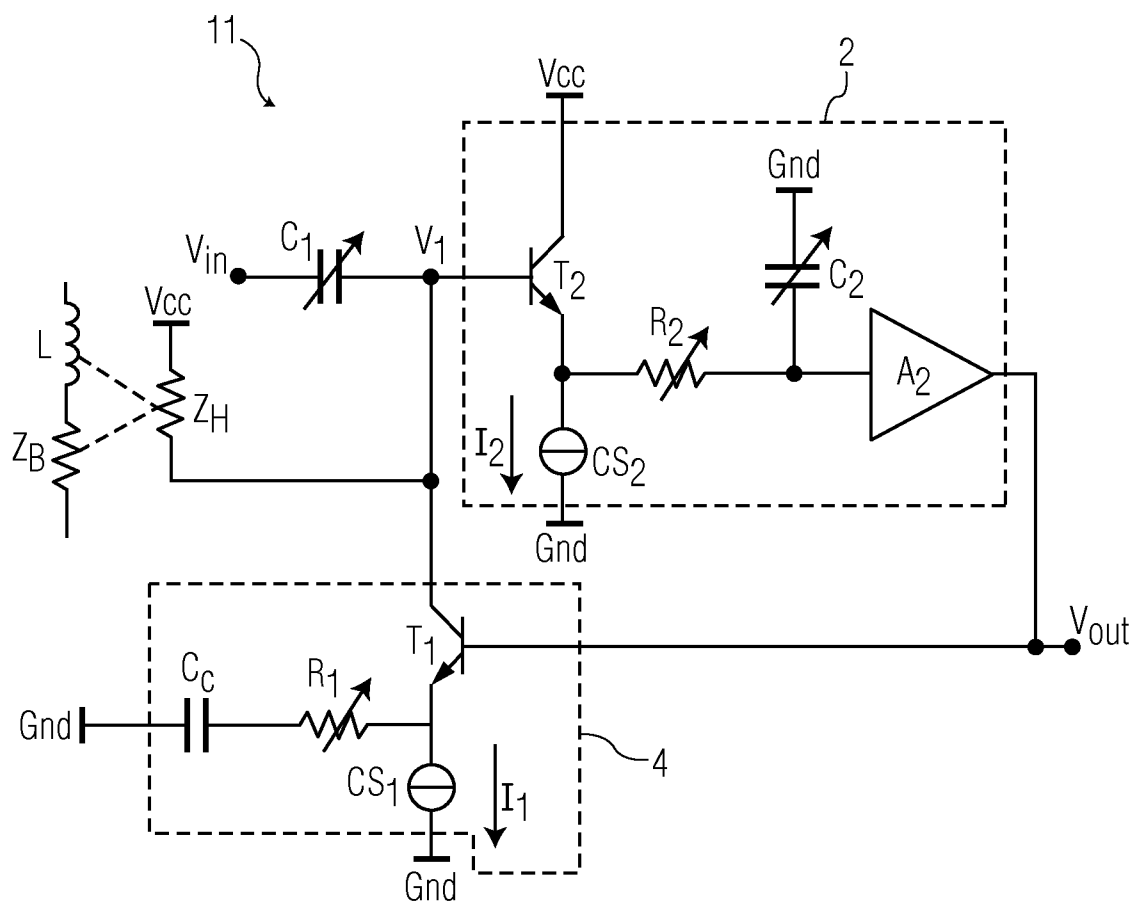 11
2
Vcc
Gnd
Vin
C1
V1
T2
C2
Vcc
R2
L
ZH
A2
ZB
I2
CS2
Gnd
T1
Vout
Cc
R1
Gnd
4
CS1
I1
Gnd